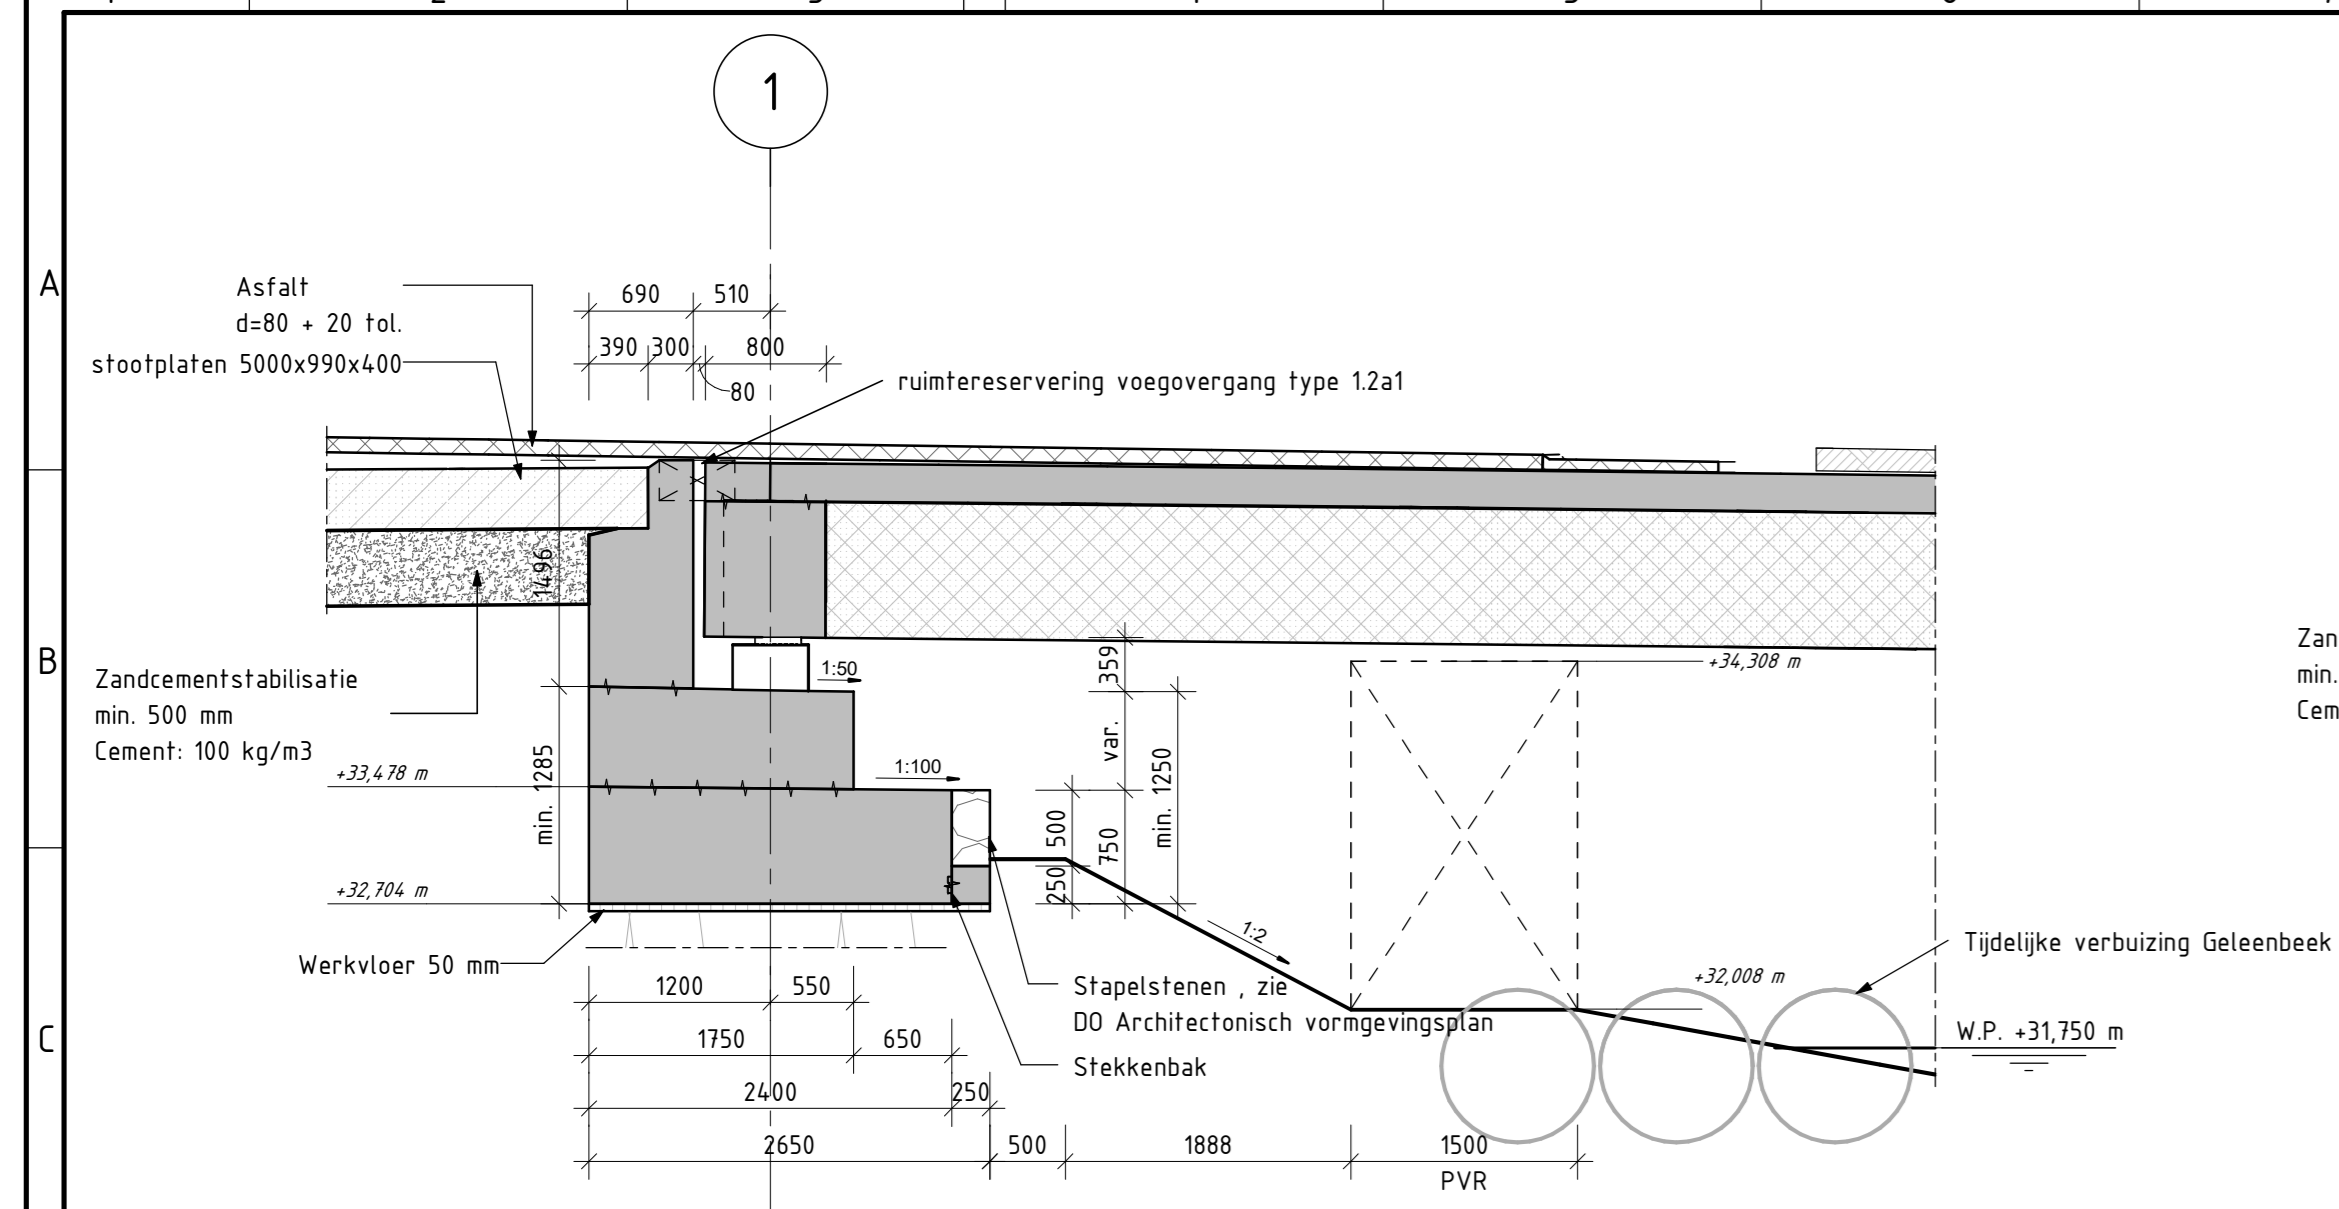 1
A
Asfalt
d=80 + 20 tol.
stootplaten 5000x990x400
690
510
390
300
800
80
ruimtereservering voegovergang type 1.2a1
1496
B
Zandcementstabilisatie
min. 500 mm
Cement: 100 kg/m3
1:50
359
+34,308 m
Zan
min.
Cem
var.
min. 1250
min. 1285
+33,478 m
1:100
500
750
250
+32,704 m
1:2
Werkvloer 50 mm
Tijdelijke verbuizing Geleenbeek
1200
550
Stapelstenen , zie
DO Architectonisch vormgevingsplan
+32,008 m
C
1750
650
Stekkenbak
W.P. +31,750 m
2400
250
2650
500
1888
1500
PVR